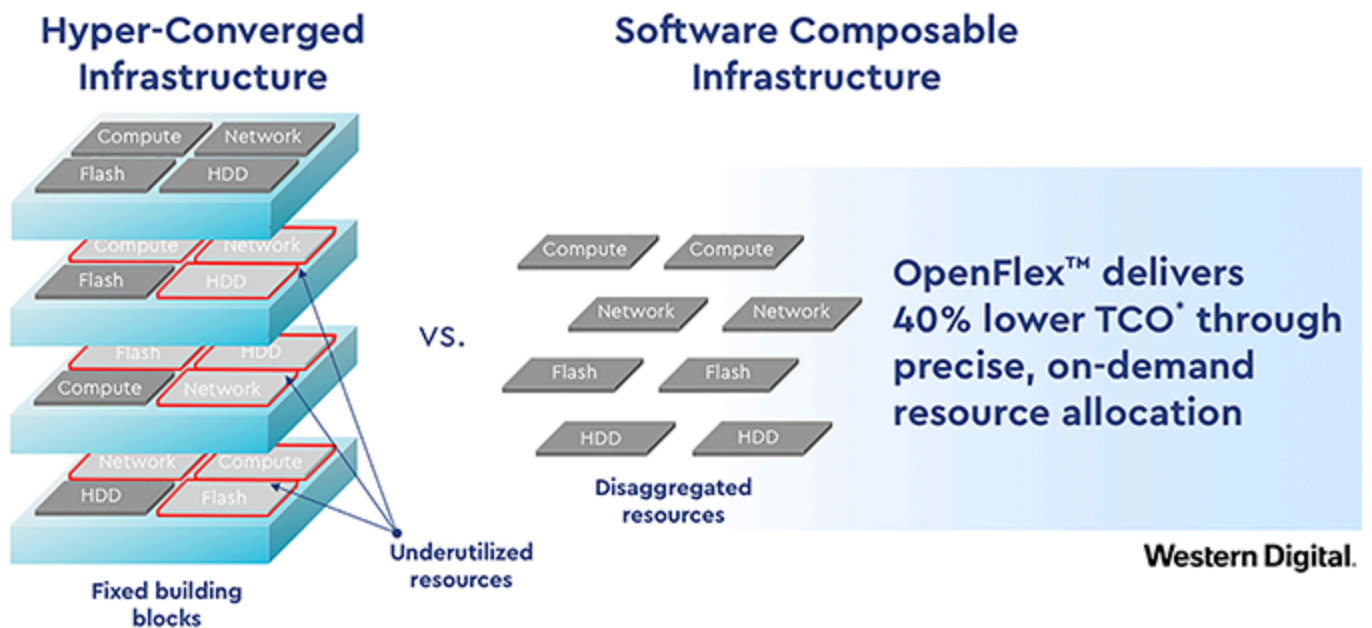 Hyper-Converged
Infrastructure
Compute Network
Flash HDD
Compute Network
Flash HDD
Flash HDD
Compute Network
Network Compute
HDD Flash
Fixed building
blocks
Underutilized
resources
vs.
Software Composable
Infrastructure
Compute Compute
Network Network
Flash Flash
HDD HDD
Disaggregated
resources
OpenFlex™ delivers
40% lower TCO* through
precise, on-demand
resource allocation
Western Digital.